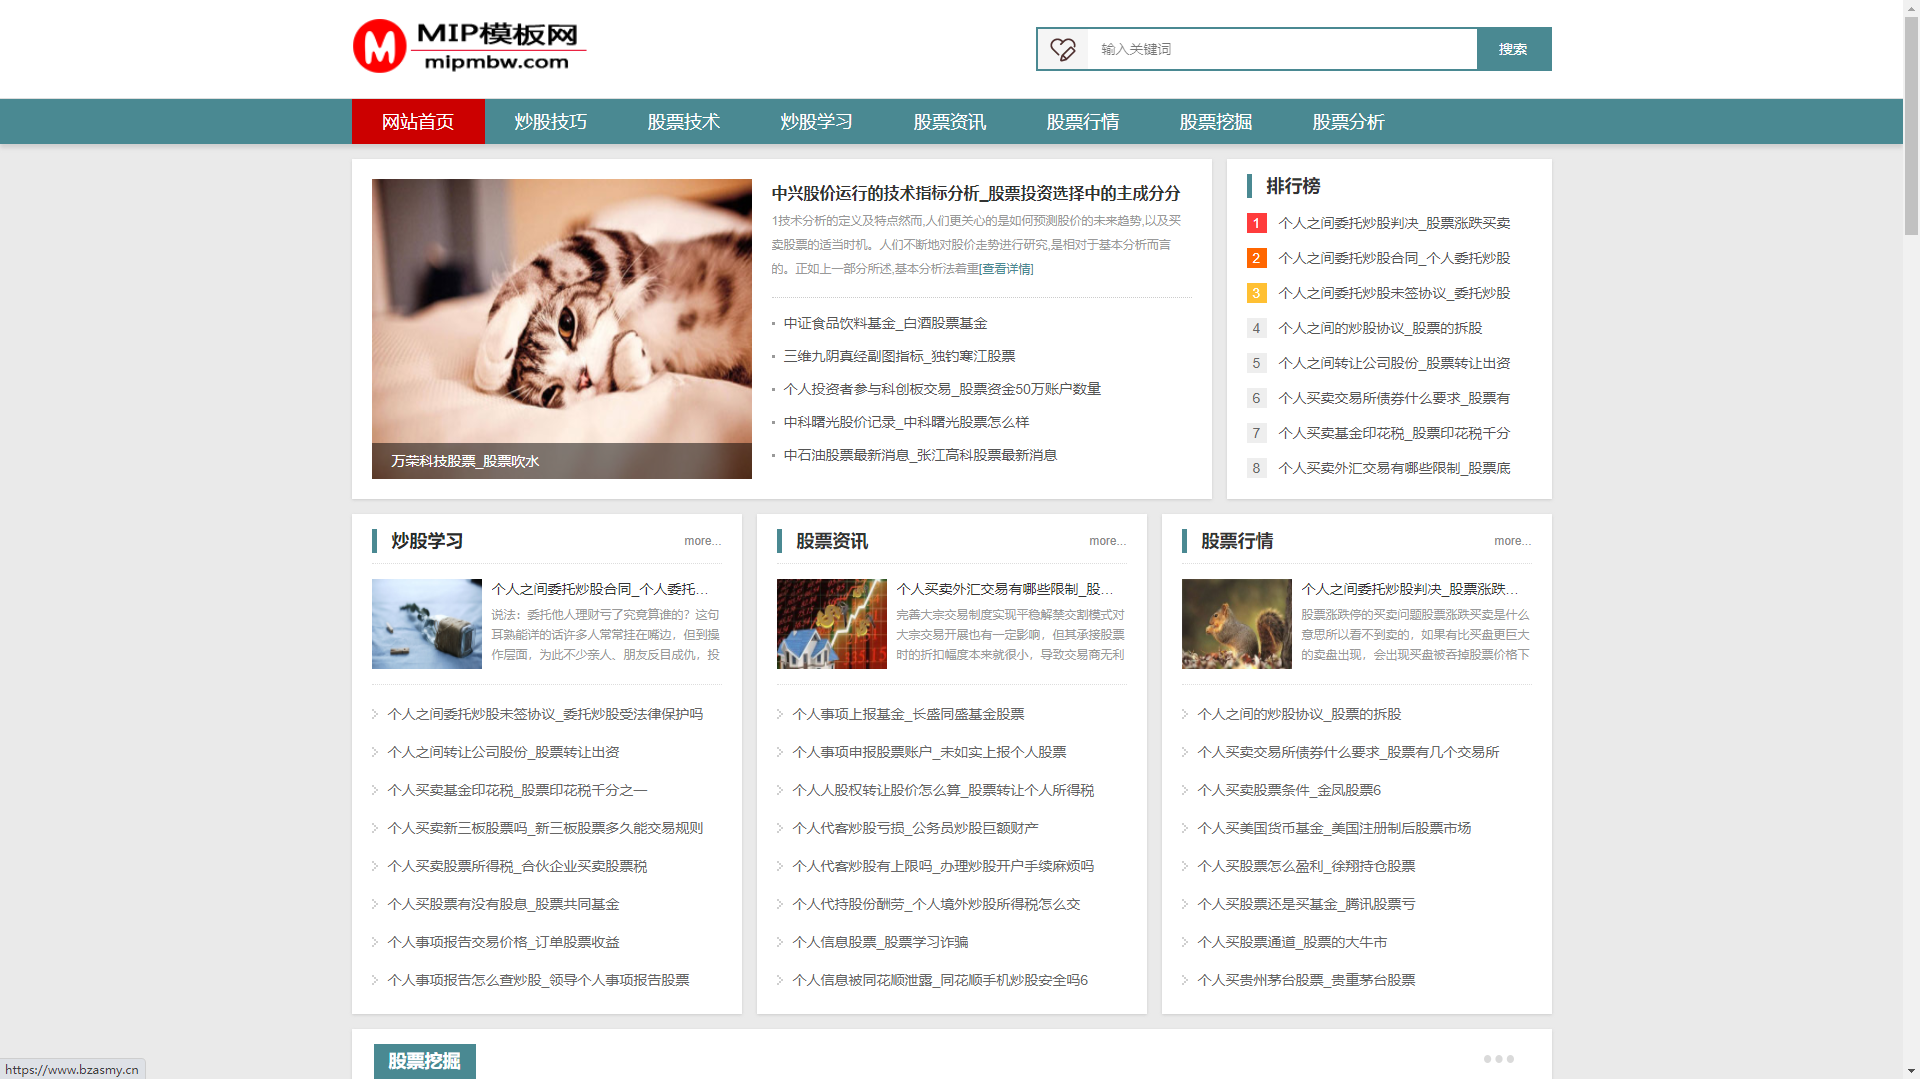 MIP模板网
mipmbw.com
输入关键词
搜索
网站首页
炒股技巧
股票技术
炒股学习
股票资讯
股票行情
股票挖掘
股票分析
万荣科技股票_股票吹水
中兴股价运行的技术指标分析_股票投资选择中的主成分分
1技术分析的定义及特点然而,人们更关心的是如何预测股价的未来趋势,以及买
卖股票的适当时机。人们不断地对股价走势进行研究,是相对于基本分析而言
的。正如上一部分所述,基本分析法着重[查看详情]
中证食品饮料基金_白酒股票基金
三维九阴真经副图指标_独钓寒江股票
个人投资者参与科创板交易_股票资金50万账户数量
中科曙光股价记录_中科曙光股票怎么样
中石油股票最新消息_张江高科股票最新消息
排行榜
1 个人之间委托炒股判决_股票涨跌买卖
2 个人之间委托炒股合同_个人委托炒股
3 个人之间委托炒股未签协议_委托炒股
4 个人之间的炒股协议_股票的拆股
5 个人之间转让公司股份_股票转让出资
6 个人买卖交易所债券什么要求_股票有
7 个人买卖基金印花税_股票印花税千分
8 个人买卖外汇交易有哪些限制_股票底
炒股学习
more...
个人之间委托炒股合同_个人委托...
说法：委托他人理财亏了究竟算谁的？这句
耳熟能详的话许多人常常挂在嘴边，但到操
作层面，为此不少亲人、朋友反目成仇，投
个人之间委托炒股未签协议_委托炒股受法律保护吗
个人之间转让公司股份_股票转让出资
个人买卖基金印花税_股票印花税千分之一
个人买卖新三板股票吗_新三板股票多久能交易规则
个人买卖股票所得税_合伙企业买卖股票税
个人买股票有没有股息_股票共同基金
个人事项报告交易价格_订单股票收益
个人事项报告怎么查炒股_领导个人事项报告股票
股票资讯
more...
个人买卖外汇交易有哪些限制_股...
完善大宗交易制度实现平稳解禁交割模式对
大宗交易开展也有一定影响，但其承接股票
时的折扣幅度本来就很小，导致交易商无利
个人事项上报基金_长盛同盛基金股票
个人事项申报股票账户_未如实上报个人股票
个人人股权转让股价怎么算_股票转让个人所得税
个人代客炒股亏损_公务员炒股巨额财产
个人代客炒股有上限吗_办理炒股开户手续麻烦吗
个人代持股份酬劳_个人境外炒股所得税怎么交
个人信息股票_股票学习诈骗
个人信息被同花顺泄露_同花顺手机炒股安全吗6
股票行情
more...
个人之间委托炒股判决_股票涨跌...
股票涨跌停的买卖问题股票涨跌买卖是什么
意思所以看不到卖的，如果有比买盘更巨大
的卖盘出现，会出现买盘被吞掉股票价格下
个人之间的炒股协议_股票的拆股
个人买卖交易所债券什么要求_股票有几个交易所
个人买卖股票条件_金凤股票6
个人买美国货币基金_美国注册制后股票市场
个人买股票怎么盈利_徐翔持仓股票
个人买股票还是买基金_腾讯股票亏
个人买股票通道_股票的大牛市
个人买贵州茅台股票_贵重茅台股票
股票挖掘
https://www.bzasmy.cn